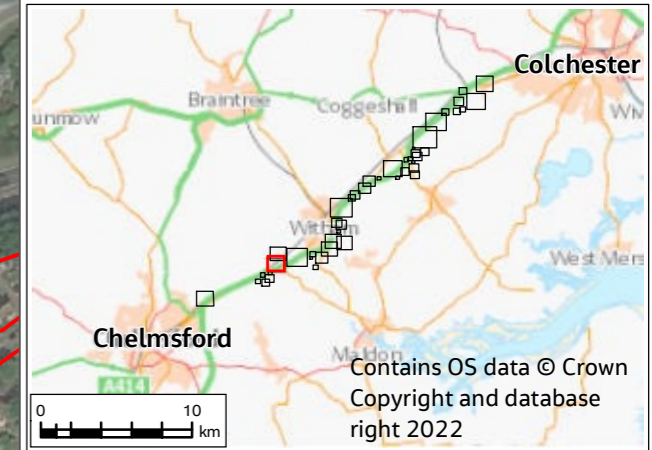 Colchester
Braintree
Coggeshall
unmow
Witham
West Mers
Chelmsford
Maldon
A414
Contains OS data © Crown
Copyright and database
right 2022
0 10
km